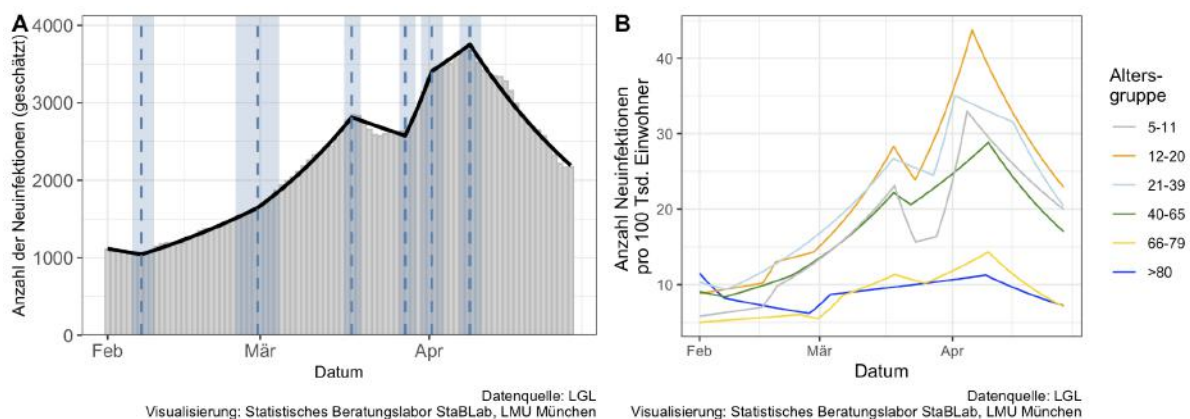 A
Anzahl der Neuinfektionen (geschätzt)
4000
3000
2000
1000
0
Feb
Mär
Apr
Datum
Datenquelle: LGL
Visualisierung: Statistisches Beratungslabor StaBLab, LMU München
B
Anzahl Neuinfektionen
pro 100 Tsd. Einwohner
40
30
20
10
Feb
Mär
Apr
Datum
Alters-
gruppe
5-11
12-20
21-39
40-65
66-79
>80
Datenquelle: LGL
Visualisierung: Statistisches Beratungslabor StaBLab, LMU München